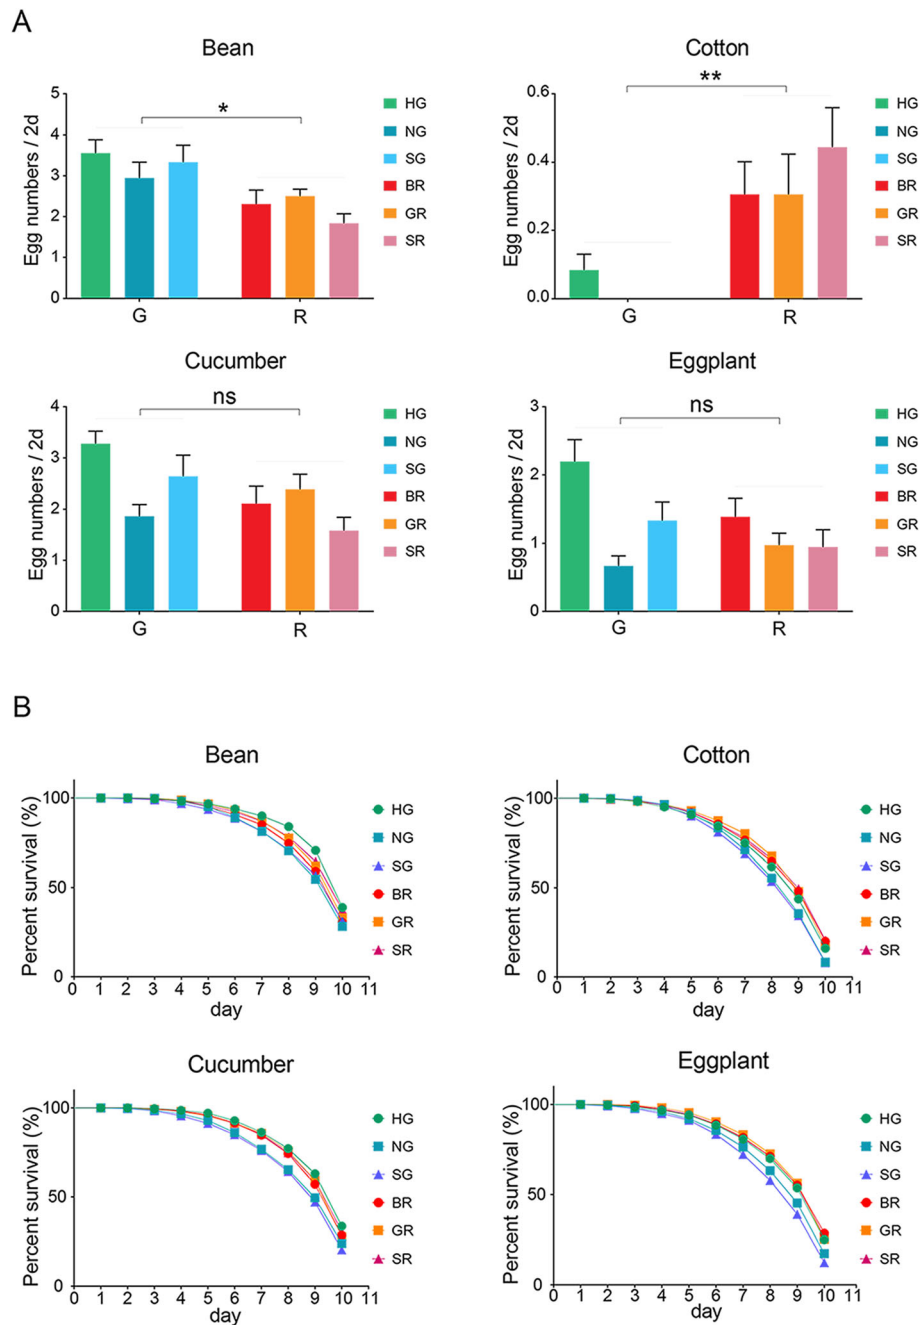 A
Bean
Egg numbers / 2d
5
4
3
2
1
0
*
G
R
HG
NG
SG
BR
GR
SR
Cotton
Egg numbers / 2d
0.6
0.4
0.2
0.0
**
G
R
HG
NG
SG
BR
GR
SR
Cucumber
Egg numbers / 2d
4
3
2
1
0
ns
G
R
HG
NG
SG
BR
GR
SR
Eggplant
Egg numbers / 2d
3
2
1
0
ns
G
R
HG
NG
SG
BR
GR
SR
B
Bean
Percent survival (%)
100
50
0
0 1 2 3 4 5 6 7 8 9 10 11
day
HG
NG
SG
BR
GR
SR
Cotton
Percent survival (%)
100
50
0
0 1 2 3 4 5 6 7 8 9 10 11
day
HG
NG
SG
BR
GR
SR
Cucumber
Percent survival (%)
100
50
0
0 1 2 3 4 5 6 7 8 9 10 11
day
HG
NG
SG
BR
GR
SR
Eggplant
Percent survival (%)
100
50
0
0 1 2 3 4 5 6 7 8 9 10 11
day
HG
NG
SG
BR
GR
SR